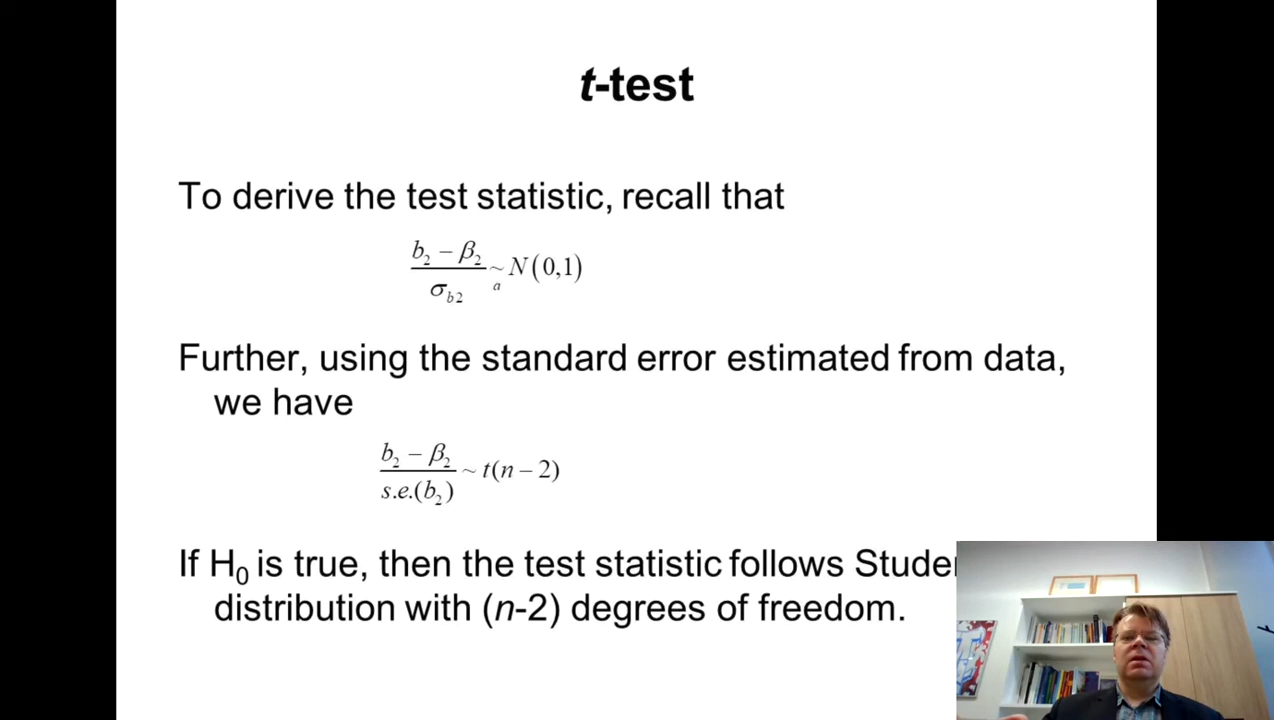 t-test
To derive the test statistic, recall that
b₂ − β₂
σ_b2
~ a N(0,1)
Further, using the standard error estimated from data,
we have
b₂ − β₂
s.e.(b₂)
~ t(n − 2)
If H₀ is true, then the test statistic follows
distribution with (n-2) degrees of freedom.